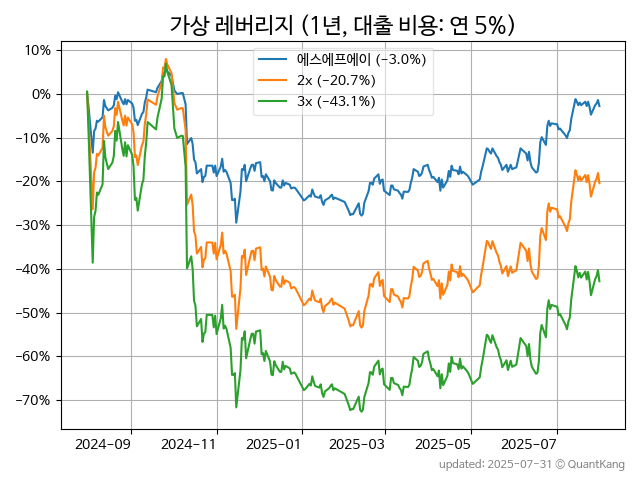 가상 레버리지 (1년, 대출 비용: 연 5%)
에스에프에이 (−3.0%)
2x (−20.7%)
3x (−43.1%)
10%
0%
−10%
−20%
−30%
−40%
−50%
−60%
−70%
2024-09 2024-11 2025-01 2025-03 2025-05 2025-07
updated: 2025-07-31 © QuantKang